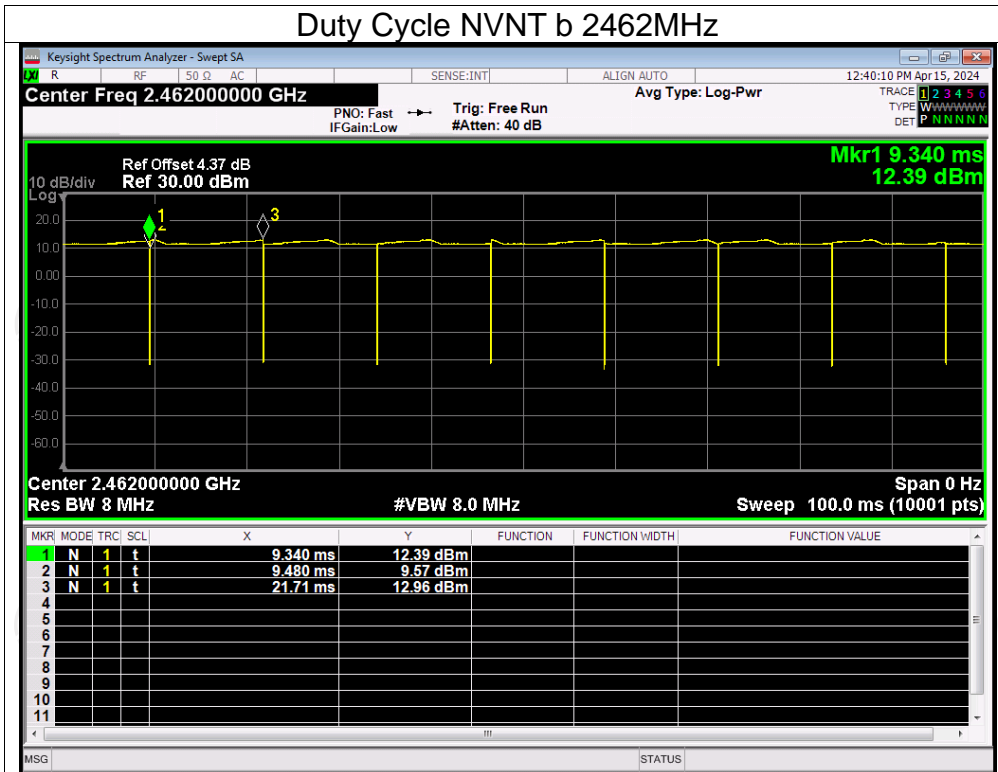 Duty Cycle NVNT b 2462MHz
Keysight Spectrum Analyzer - Swept SA
LXI R RF 50 Ω AC SENSE:INT ALIGN AUTO 12:40:10 PM Apr 15, 2024
Center Freq 2.462000000 GHz Avg Type: Log-Pwr TRACE 1 2 3 4 5 6
PNO: Fast Trig: Free Run TYPE WWWWWW
IFGain:Low #Atten: 40 dB DET P N N N N N
Mkr1 9.340 ms
12.39 dBm
Ref Offset 4.37 dB
10 dB/div Ref 30.00 dBm
Log
1
2
3
20.0
10.0
0.00
-10.0
-20.0
-30.0
-40.0
-50.0
-60.0
Center 2.462000000 GHz Span 0 Hz
Res BW 8 MHz #VBW 8.0 MHz Sweep 100.0 ms (10001 pts)
MKR MODE TRC SCL X Y FUNCTION FUNCTION WIDTH FUNCTION VALUE
1 N 1 t 9.340 ms 12.39 dBm
2 N 1 t 9.480 ms 9.57 dBm
3 N 1 t 21.71 ms 12.96 dBm
4
5
6
7
8
9
10
11
MSG STATUS